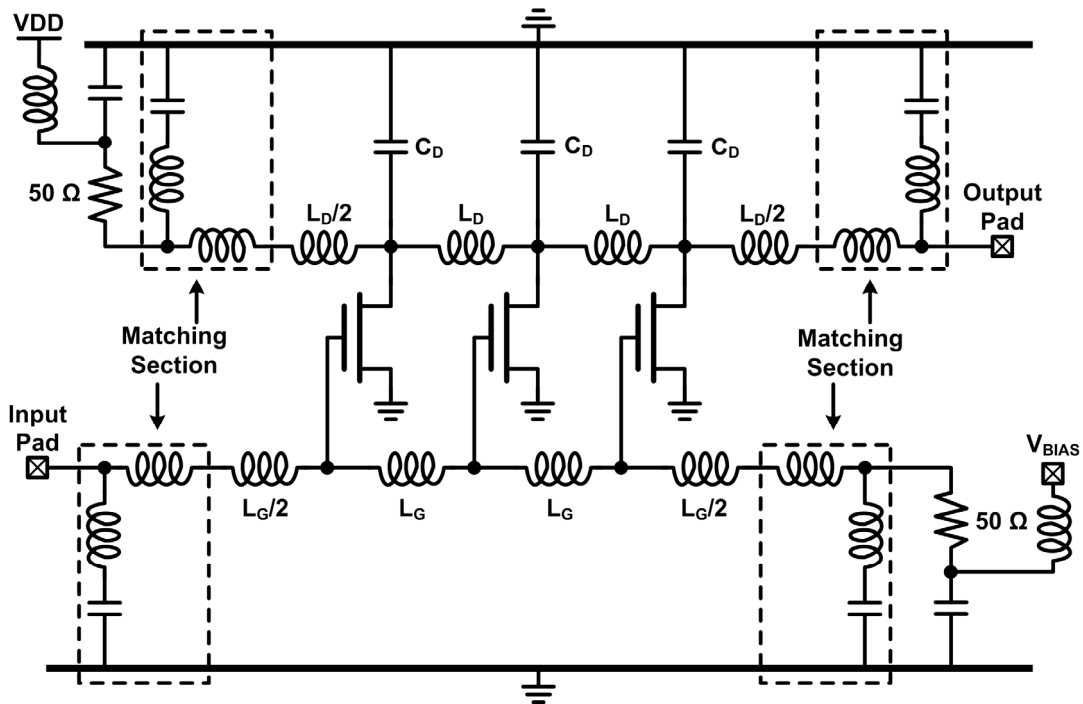 VDD
C_D
C_D
C_D
50 Ω
L_D/2
L_D
L_D
L_D/2
Output
Pad
Matching
Section
Matching
Section
Input
Pad
V_BIAS
L_G/2
L_G
L_G
L_G/2
50 Ω